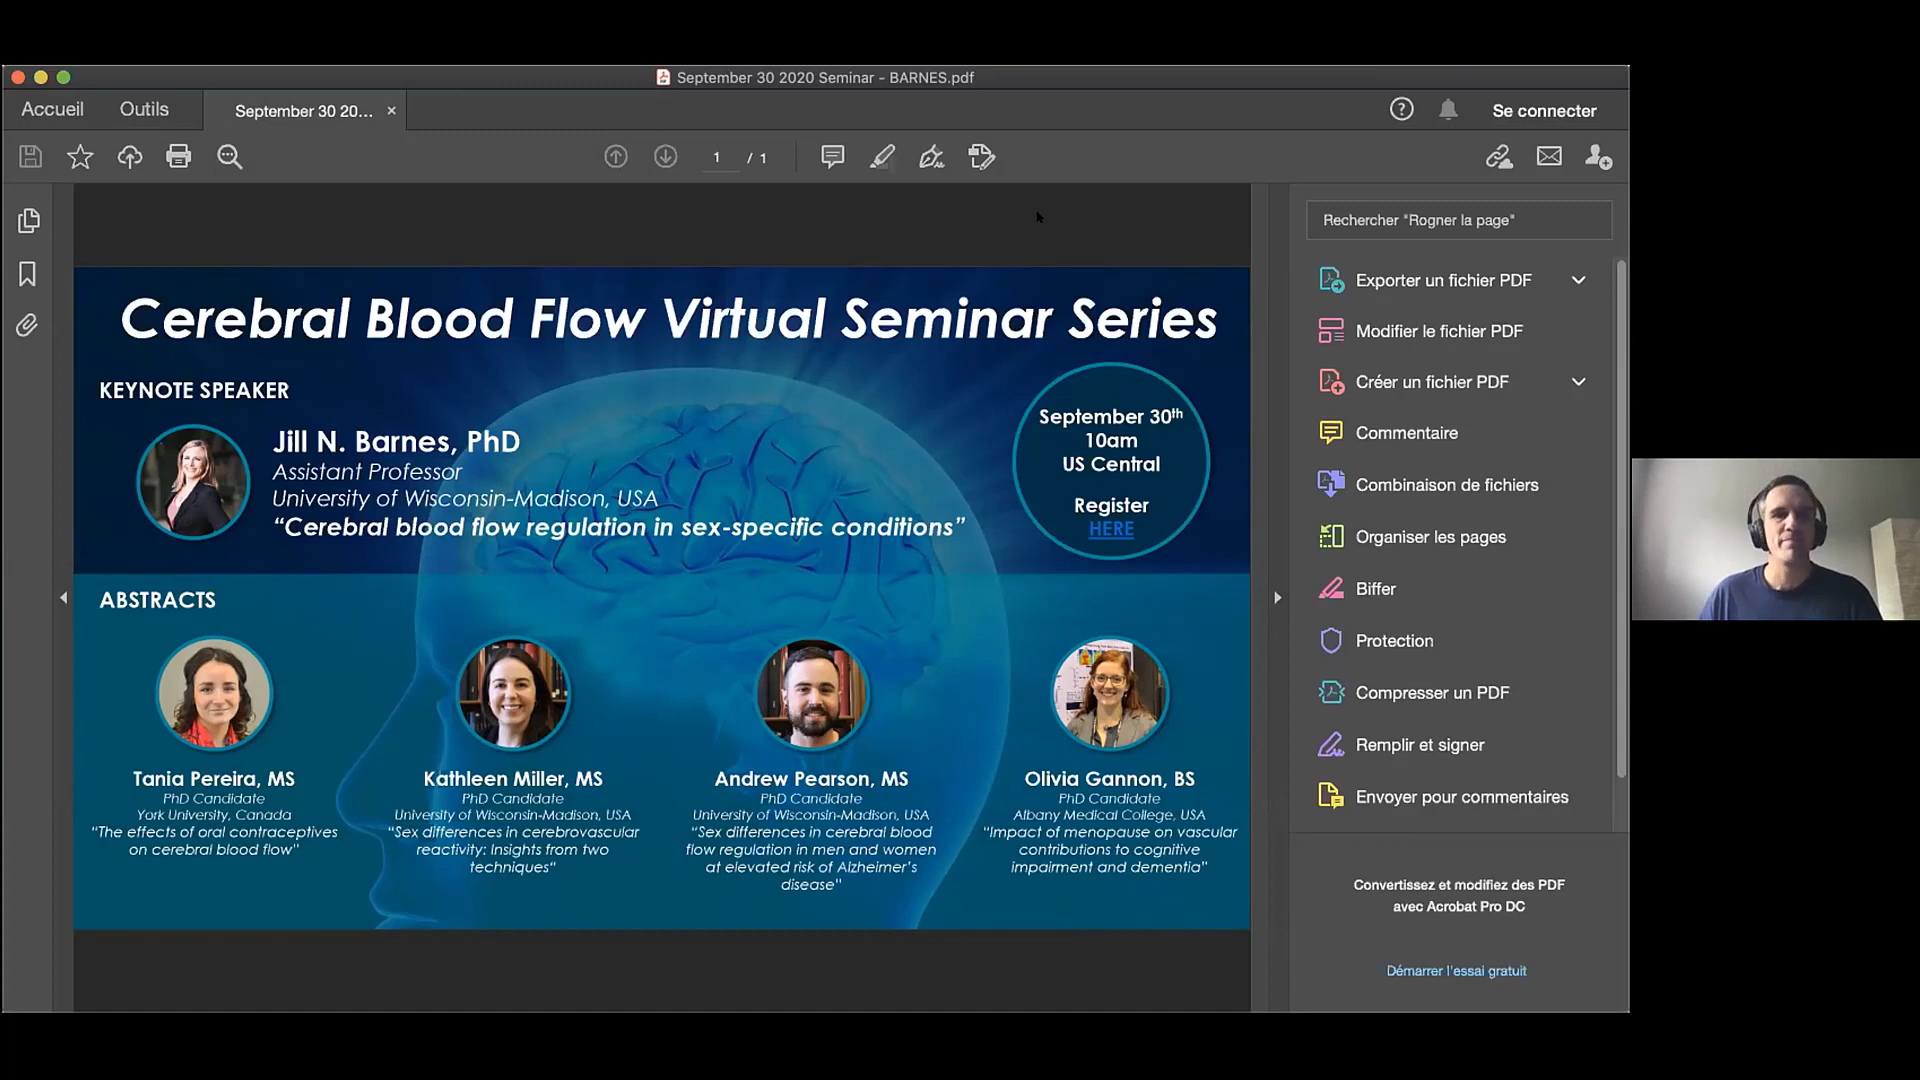 September 30 2020 Seminar - BARNES.pdf
Accueil
Outils
September 30 20...
Se connecter
1 / 1
Rechercher "Rogner la page"
Exporter un fichier PDF
Modifier le fichier PDF
Créer un fichier PDF
Commentaire
Combinaison de fichiers
Organiser les pages
Biffer
Protection
Compresser un PDF
Remplir et signer
Envoyer pour commentaires
Convertissez et modifiez des PDF
avec Acrobat Pro DC
Démarrer l'essai gratuit
Cerebral Blood Flow Virtual Seminar Series
KEYNOTE SPEAKER
Jill N. Barnes, PhD
Assistant Professor
University of Wisconsin-Madison, USA
“Cerebral blood flow regulation in sex-specific conditions”
September 30th
10am
US Central
Register
HERE
ABSTRACTS
Tania Pereira, MS
PhD Candidate
York University, Canada
“The effects of oral contraceptives
on cerebral blood flow”
Kathleen Miller, MS
PhD Candidate
University of Wisconsin-Madison, USA
“Sex differences in cerebrovascular
reactivity: Insights from two
techniques“
Andrew Pearson, MS
PhD Candidate
University of Wisconsin-Madison, USA
“Sex differences in cerebral blood
flow regulation in men and women
at elevated risk of Alzheimer’s
disease”
Olivia Gannon, BS
PhD Candidate
Albany Medical College, USA
“Impact of menopause on vascular
contributions to cognitive
impairment and dementia”